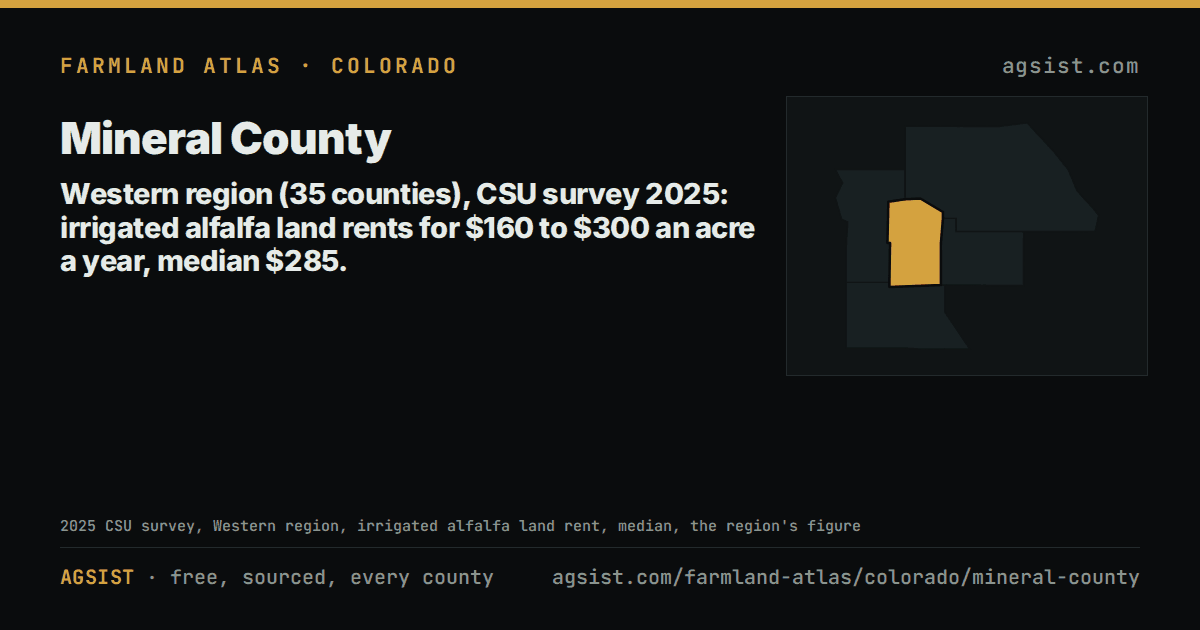 FARMLAND ATLAS · COLORADO
agsist.com
Mineral County
Western region (35 counties), CSU survey 2025:
irrigated alfalfa land rents for $160 to $300 an acre
a year, median $285.
2025 CSU survey, Western region, irrigated alfalfa land rent, median, the region's figure
AGSIST · free, sourced, every county
agsist.com/farmland-atlas/colorado/mineral-county